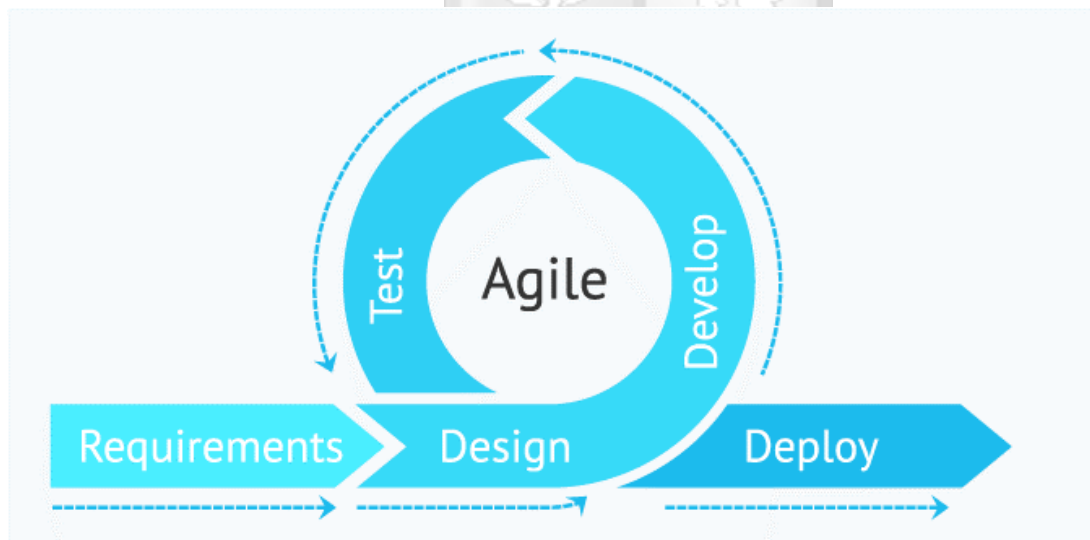 Test
Agile
Develop
Requirements
Design
Deploy